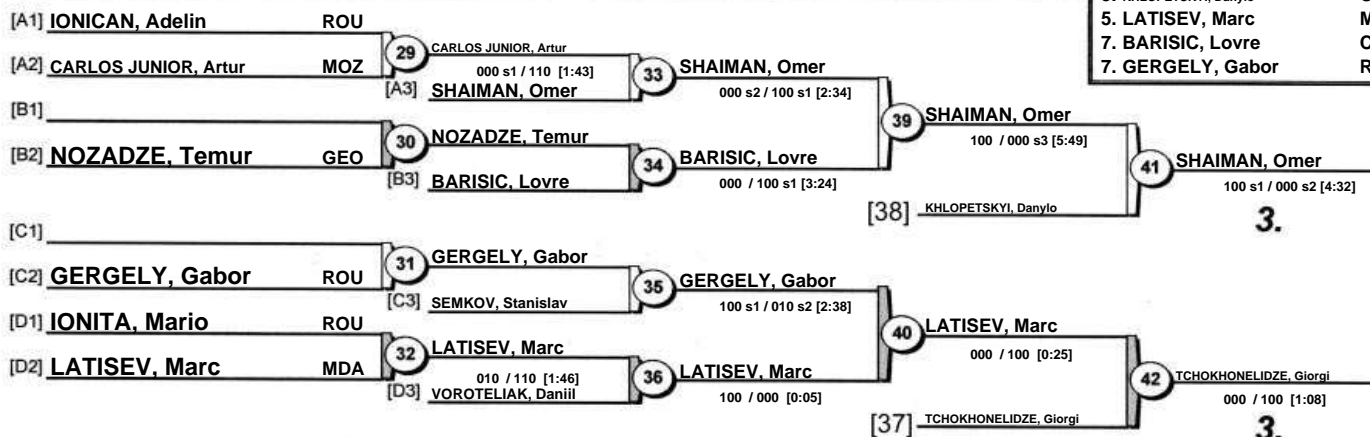 [A1] IONICAN, Adelin ROU
[A2] CARLOS JUNIOR, Artur MOZ
29 CARLOS JUNIOR, Artur
000 s1 / 110 [1:43]
[A3] SHAIMAN, Omer
33 SHAIMAN, Omer
000 s2 / 100 s1 [2:34]
[B1]
[B2] NOZADZE, Temur GEO
30 NOZADZE, Temur
[B3] BARISIC, Lovre
34 BARISIC, Lovre
000 / 100 s1 [3:24]
39 SHAIMAN, Omer
100 / 000 s3 [5:49]
[38] KHLOPETSKYI, Danylo
41 SHAIMAN, Omer
100 s1 / 000 s2 [4:32]
3.
[C1]
[C2] GERGELY, Gabor ROU
31 GERGELY, Gabor
[C3] SEMKOV, Stanislav
35 GERGELY, Gabor
100 s1 / 010 s2 [2:38]
[D1] IONITA, Mario ROU
[D2] LATISEV, Marc MDA
32 LATISEV, Marc
010 / 110 [1:46]
[D3] VOROTELIAK, Daniil
36 LATISEV, Marc
100 / 000 [0:05]
40 LATISEV, Marc
000 / 100 [0:25]
[37] TCHOKHONELIDZE, Giorgi
42 TCHOKHONELIDZE, Giorgi
000 / 100 [1:08]
3.
5. LATISEV, Marc M
7. BARISIC, Lovre C
7. GERGELY, Gabor R